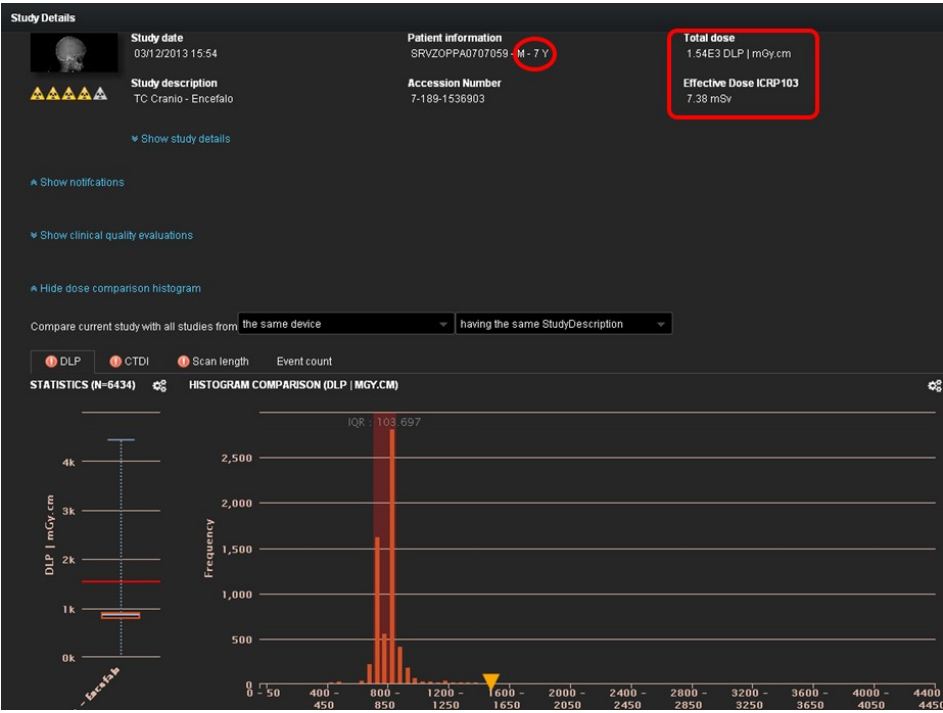 Study Details
Study date
03/12/2013 15:54
Patient information
SRVZOPPA0707059 - M - 7 Y
Total dose
1.54E3 DLP | mGy.cm
Study description
TC Cranio - Encefalo
Accession Number
7-189-1536903
Effective Dose ICRP103
7.38 mSv
Show study details
Show notifcations
Show clinical quality evaluations
Hide dose comparison histogram
Compare current study with all studies from the same device having the same StudyDescription
DLP CTDI Scan length Event count
STATISTICS (N=6434) HISTOGRAM COMPARISON (DLP | MGY.CM)
IQR : 103.697
DLP | mGy.cm
4k
3k
2k
1k
0k
Frequency
2,500
2,000
1,500
1,000
500
0
0 - 50
400 - 450
800 - 850
1200 - 1250
1600 - 1650
2000 - 2050
2400 - 2450
2800 - 2850
3200 - 3250
3600 - 3650
4000 - 4050
4400